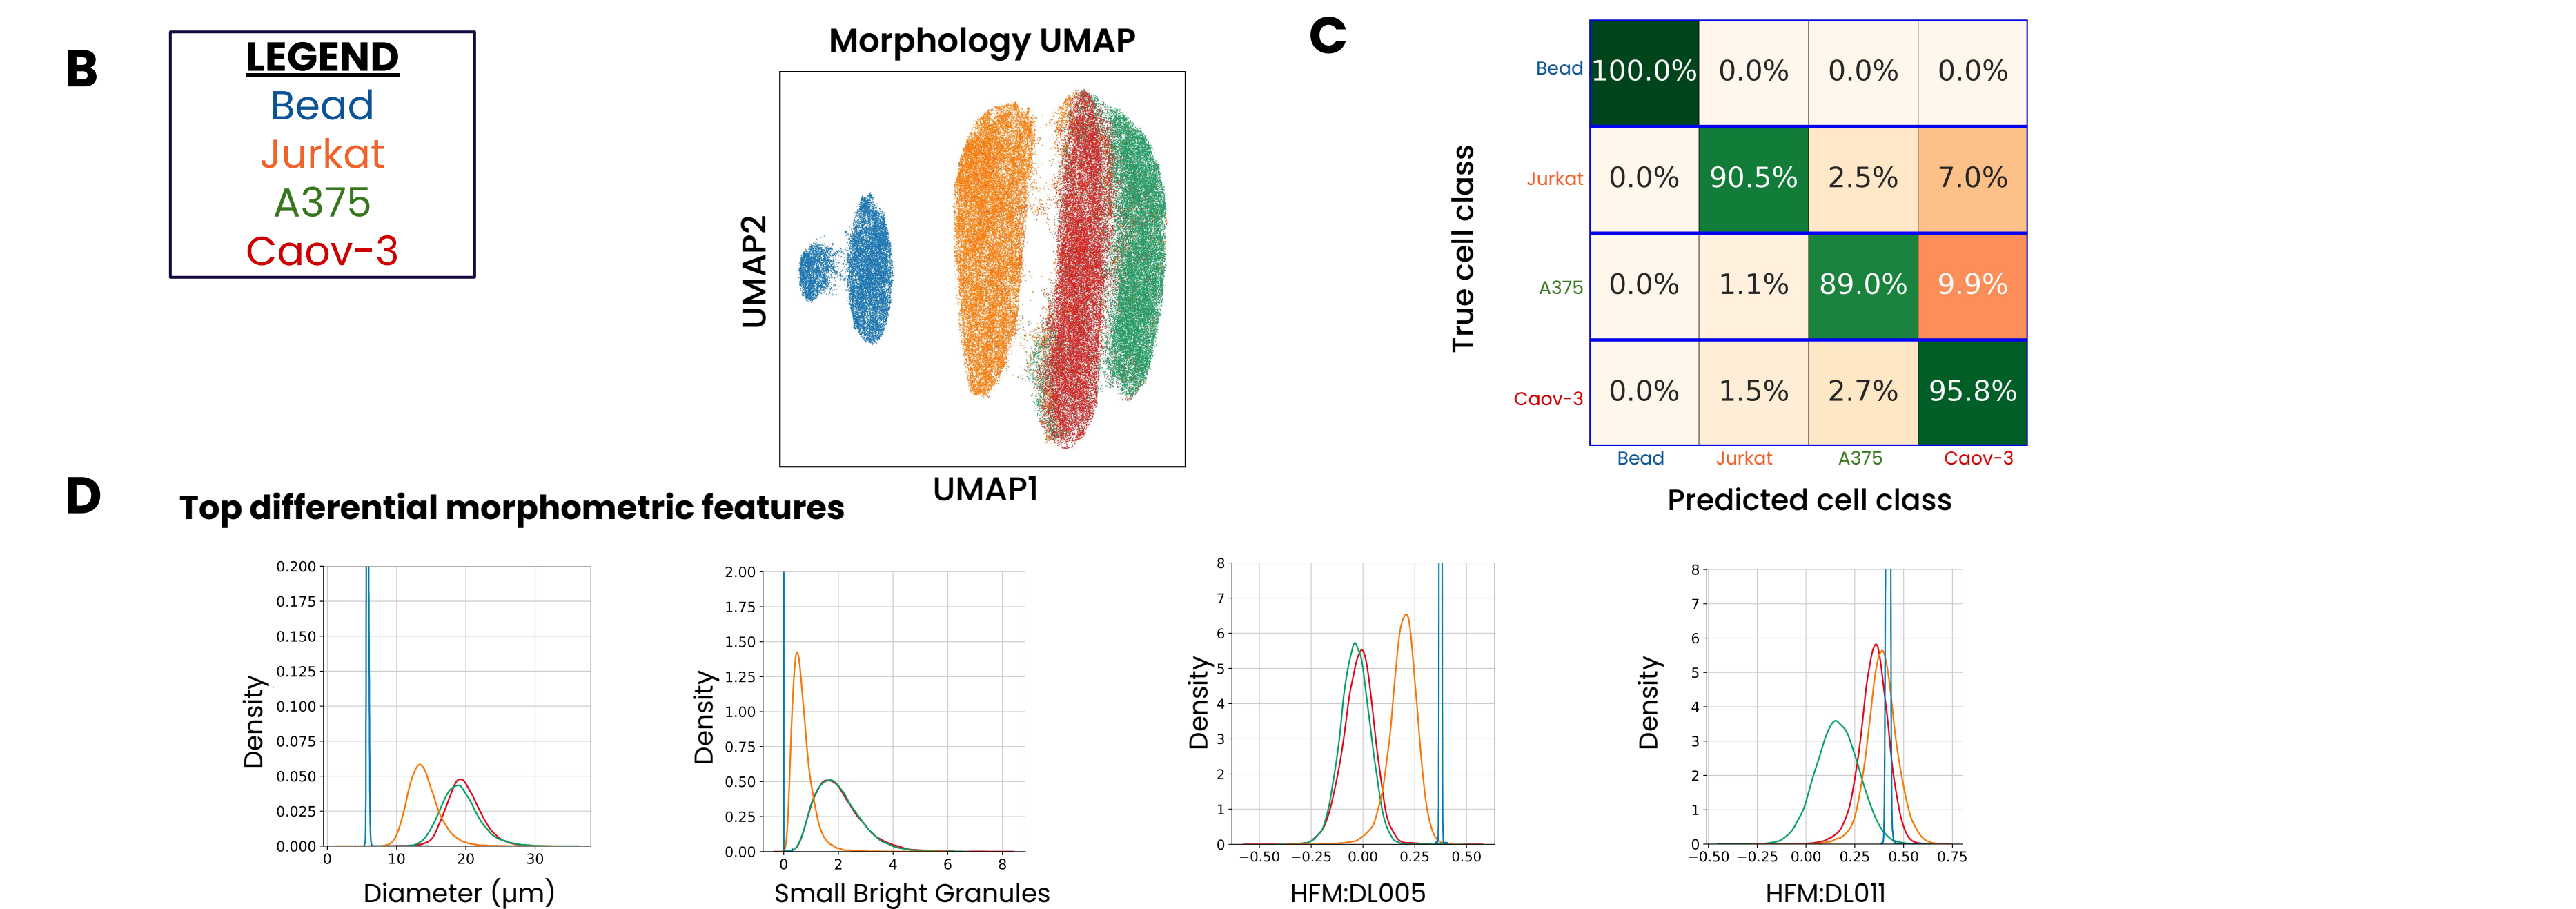 B
LEGEND
Bead
Jurkat
A375
Caov-3
Morphology UMAP
UMAP2
UMAP1
C
True cell class
Bead 100.0% 0.0% 0.0% 0.0%
Jurkat 0.0% 90.5% 2.5% 7.0%
A375 0.0% 1.1% 89.0% 9.9%
Caov-3 0.0% 1.5% 2.7% 95.8%
Bead Jurkat A375 Caov-3
Predicted cell class
D
Top differential morphometric features
Density
0.200
0.175
0.150
0.125
0.100
0.075
0.050
0.025
0.000
0 10 20 30
Diameter (μm)
Density
2.00
1.75
1.50
1.25
1.00
0.75
0.50
0.25
0.00
0 2 4 6 8
Small Bright Granules
Density
8
7
6
5
4
3
2
1
0
−0.50 −0.25 0.00 0.25 0.50
HFM:DL005
Density
8
7
6
5
4
3
2
1
0
−0.50 −0.25 0.00 0.25 0.50 0.75
HFM:DL011